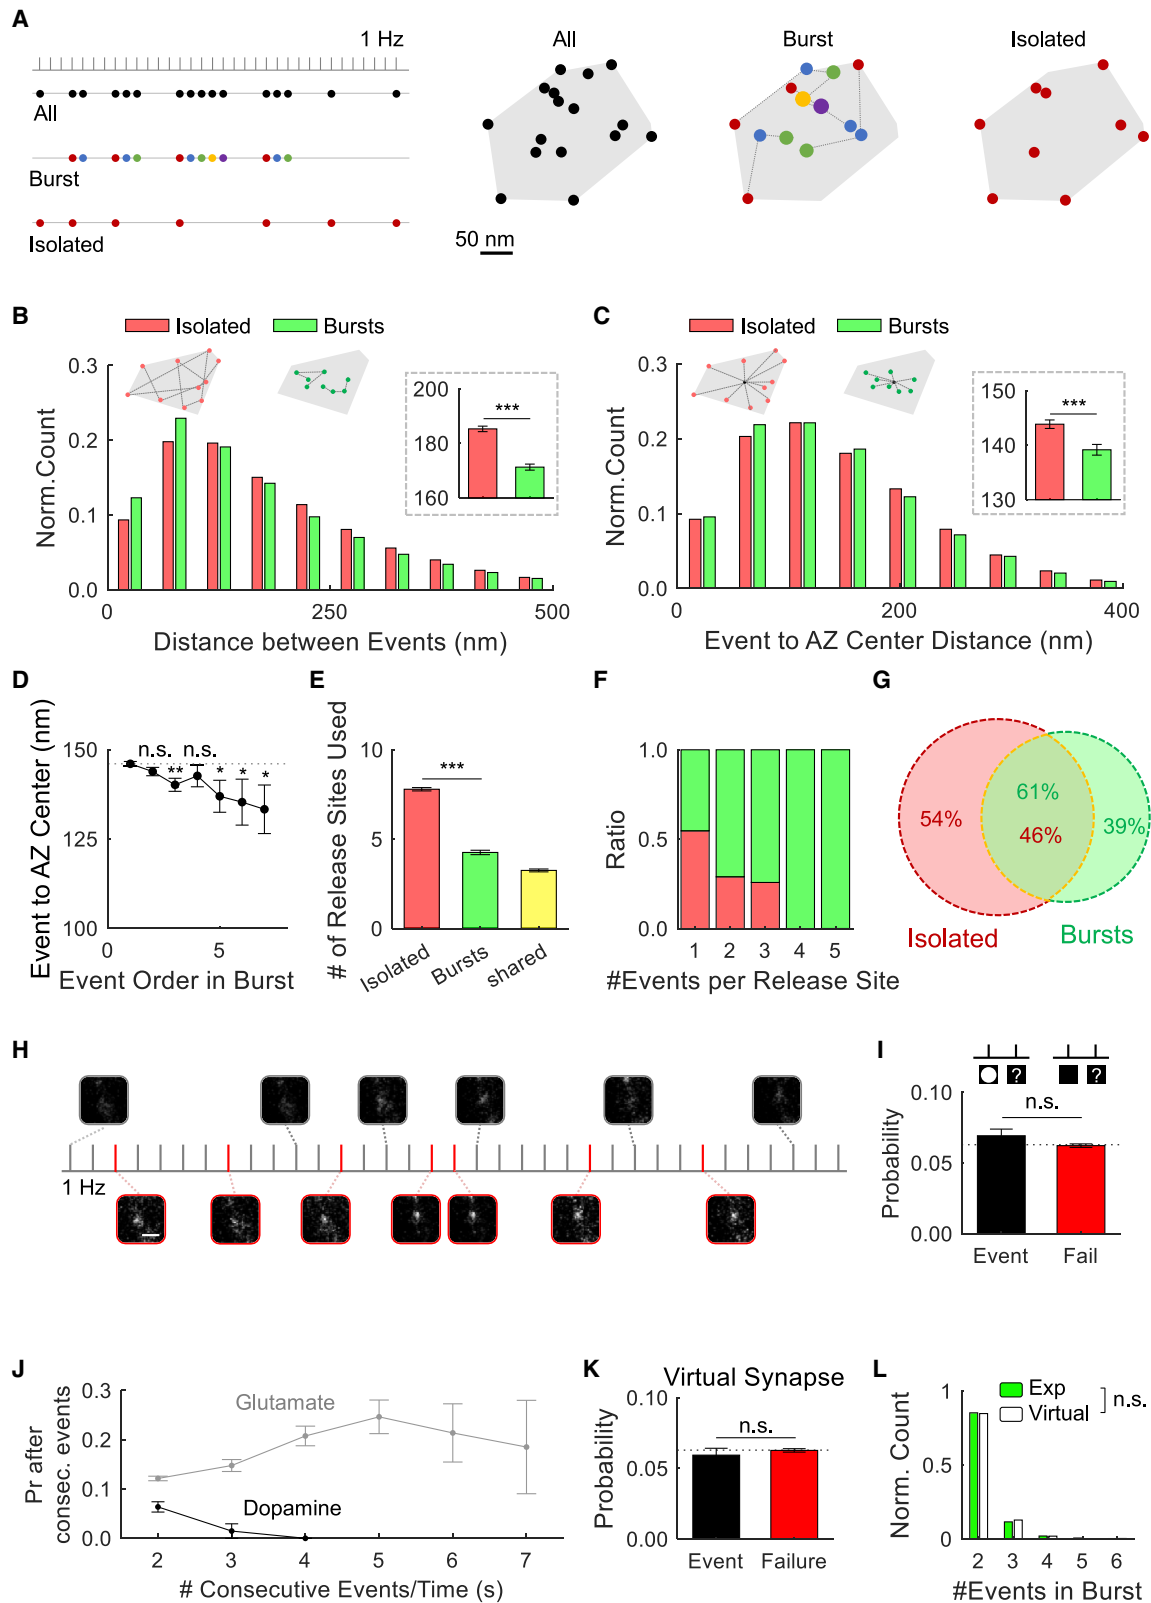 A
1 Hz
All
Burst
Isolated
All
Burst
Isolated
50 nm
B
Isolated
Bursts
0.3
0.2
0.1
0.0
Norm.Count
200
180
160
***
0
250
500
Distance between Events (nm)
C
Isolated
Bursts
0.3
0.2
0.1
0.0
Norm.Count
150
140
130
***
0
200
400
Event to AZ Center Distance (nm)
D
Event to AZ Center (nm)
150
125
100
n.s.
n.s.
**
*
*
*
0
5
Event Order in Burst
E
# of Release Sites Used
10
5
0
***
Isolated
Bursts
shared
F
Ratio
1.0
0.5
0.0
1
2
3
4
5
#Events per Release Site
G
54%
61%
46%
39%
Isolated
Bursts
H
1 Hz
I
?
?
Probability
0.10
0.05
0.00
n.s.
Event
Fail
J
Pr after
consec. events
0.3
0.2
0.1
0.0
Glutamate
Dopamine
2
3
4
5
6
7
# Consecutive Events/Time (s)
K
Virtual Synapse
Probability
0.10
0.05
0.00
n.s.
Event
Failure
L
Norm. Count
1
0.5
0
Exp
Virtual
n.s.
2
3
4
5
6
#Events in Burst